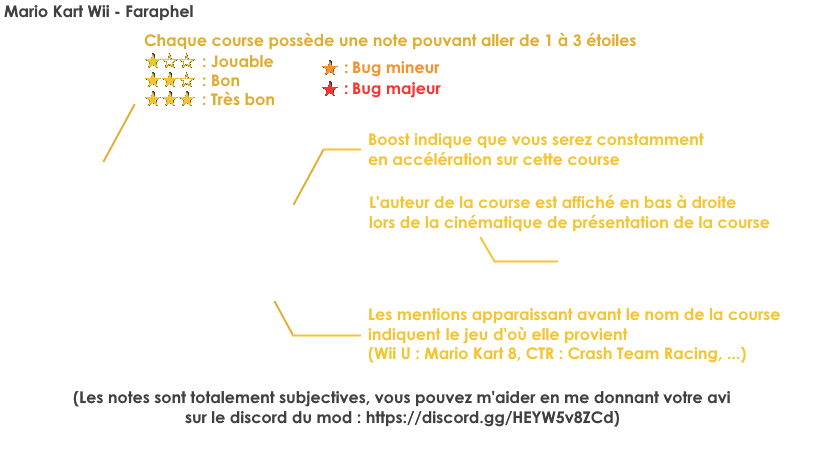 Mario Kart Wii - Faraphel
Chaque course possède une note pouvant aller de 1 à 3 étoiles
: Jouable
: Bon
: Très bon
: Bug mineur
: Bug majeur
Boost indique que vous serez constamment
en accélération sur cette course
L'auteur de la course est affiché en bas à droite
lors de la cinématique de présentation de la course
Les mentions apparaissant avant le nom de la course
indiquent le jeu d'où elle provient
(Wii U : Mario Kart 8, CTR : Crash Team Racing, ...)
(Les notes sont totalement subjectives, vous pouvez m'aider en me donnant votre avi
sur le discord du mod : https://discord.gg/HEYW5v8ZCd)